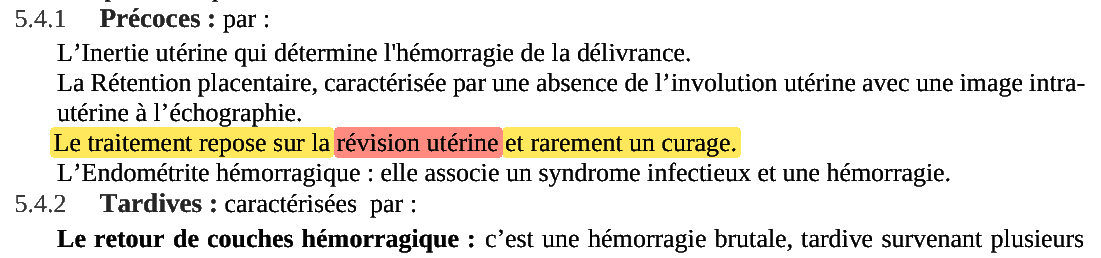 5.4.1 Précoces : par :
L’Inertie utérine qui détermine l'hémorragie de la délivrance.
La Rétention placentaire, caractérisée par une absence de l’involution utérine avec une image intra-
utérine à l’échographie.
Le traitement repose sur la révision utérine et rarement un curage.
L’Endométrite hémorragique : elle associe un syndrome infectieux et une hémorragie.
5.4.2 Tardives : caractérisées par :
Le retour de couches hémorragique : c’est une hémorragie brutale, tardive survenant plusieurs